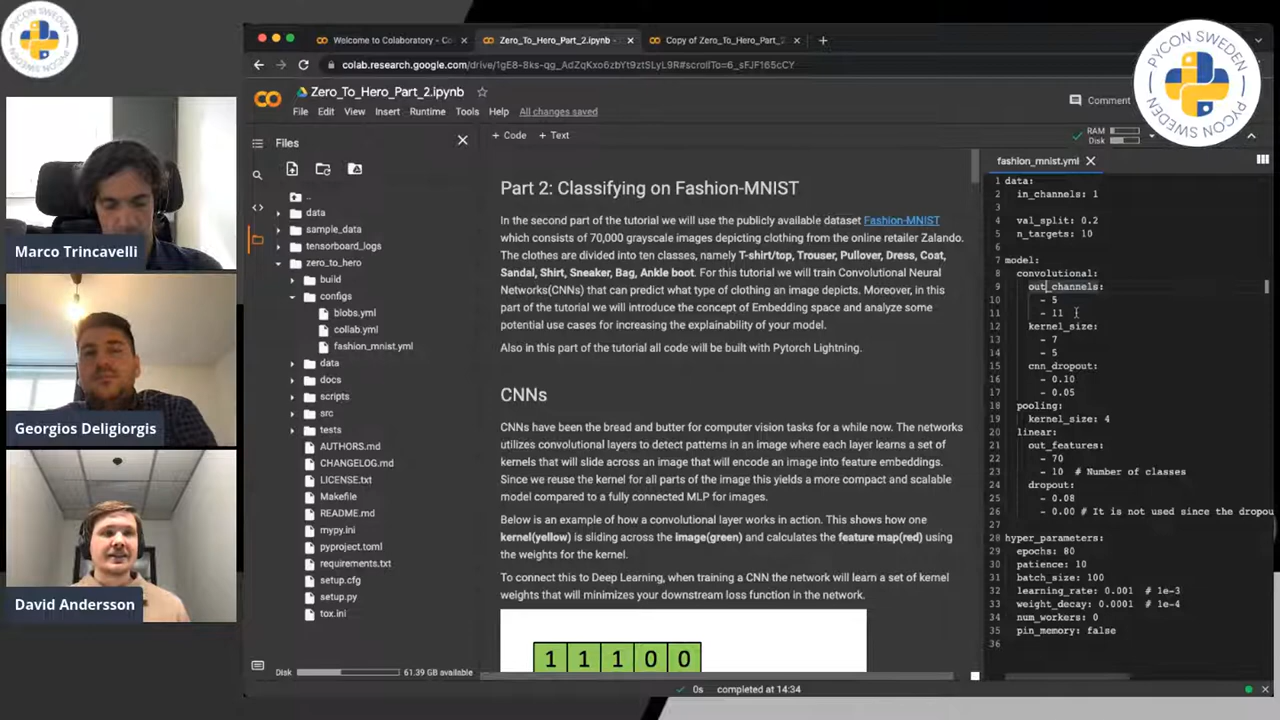 PYCON SWEDEN
Marco Trincavelli
Georgios Deligiorgis
David Andersson
Welcome to Colaboratory - Co
Zero_To_Hero_Part_2.ipynb -
Copy of Zero_To_Hero_Part_2
colab.research.google.com/drive/1gE8-8ks-qg_AdZqKxo6zbYt9ztSLyL9R#scrollTo=6_sFJF165cCY
PYCON SWEDEN
Zero_To_Hero_Part_2.ipynb
File Edit View Insert Runtime Tools Help All changes saved
Comment
Files
..
data
sample_data
tensorboard_logs
zero_to_hero
build
configs
blobs.yml
collab.yml
fashion_mnist.yml
data
docs
scripts
src
tests
AUTHORS.md
CHANGELOG.md
LICENSE.txt
Makefile
README.md
mypy.ini
pyproject.toml
requirements.txt
setup.cfg
setup.py
tox.ini
Disk 61.39 GB available
+ Code + Text
RAM
Disk
Part 2: Classifying on Fashion-MNIST
In the second part of the tutorial we will use the publicly available dataset Fashion-MNIST
which consists of 70,000 grayscale images depicting clothing from the online retailer Zalando.
The clothes are divided into ten classes, namely T-shirt/top, Trouser, Pullover, Dress, Coat,
Sandal, Shirt, Sneaker, Bag, Ankle boot. For this tutorial we will train Convolutional Neural
Networks(CNNs) that can predict what type of clothing an image depicts. Moreover, in this
part of the tutorial we will introduce the concept of Embedding space and analyze some
potential use cases for increasing the explainability of your model.
Also in this part of the tutorial all code will be built with Pytorch Lightning.
CNNs
CNNs have been the bread and butter for computer vision tasks for a while now. The networks
utilizes convolutional layers to detect patterns in an image where each layer learns a set of
kernels that will slide across an image that will encode an image into feature embeddings.
Since we reuse the kernel for all parts of the image this yields a more compact and scalable
model compared to a fully connected MLP for images.
Below is an example of how a convolutional layer works in action. This shows how one
kernel(yellow) is sliding across the image(green) and calculates the feature map(red) using
the weights for the kernel.
To connect this to Deep Learning, when training a CNN the network will learn a set of kernel
weights that will minimizes your downstream loss function in the network.
1 1 1 0 0
fashion_mnist.yml
1 data:
2 in_channels: 1
3
4 val_split: 0.2
5 n_targets: 10
6
7 model:
8 convolutional:
9 out_channels:
10 - 5
11 - 11
12 kernel_size:
13 - 7
14 - 5
15 cnn_dropout:
16 - 0.10
17 - 0.05
18 pooling:
19 kernel_size: 4
20 linear:
21 out_features:
22 - 70
23 - 10 # Number of classes
24 dropout:
25 - 0.08
26 - 0.00 # It is not used since the dropou
27
28 hyper_parameters:
29 epochs: 80
30 patience: 10
31 batch_size: 100
32 learning_rate: 0.001 # 1e-3
33 weight_decay: 0.0001 # 1e-4
34 num_workers: 0
35 pin_memory: false
36
0s completed at 14:34